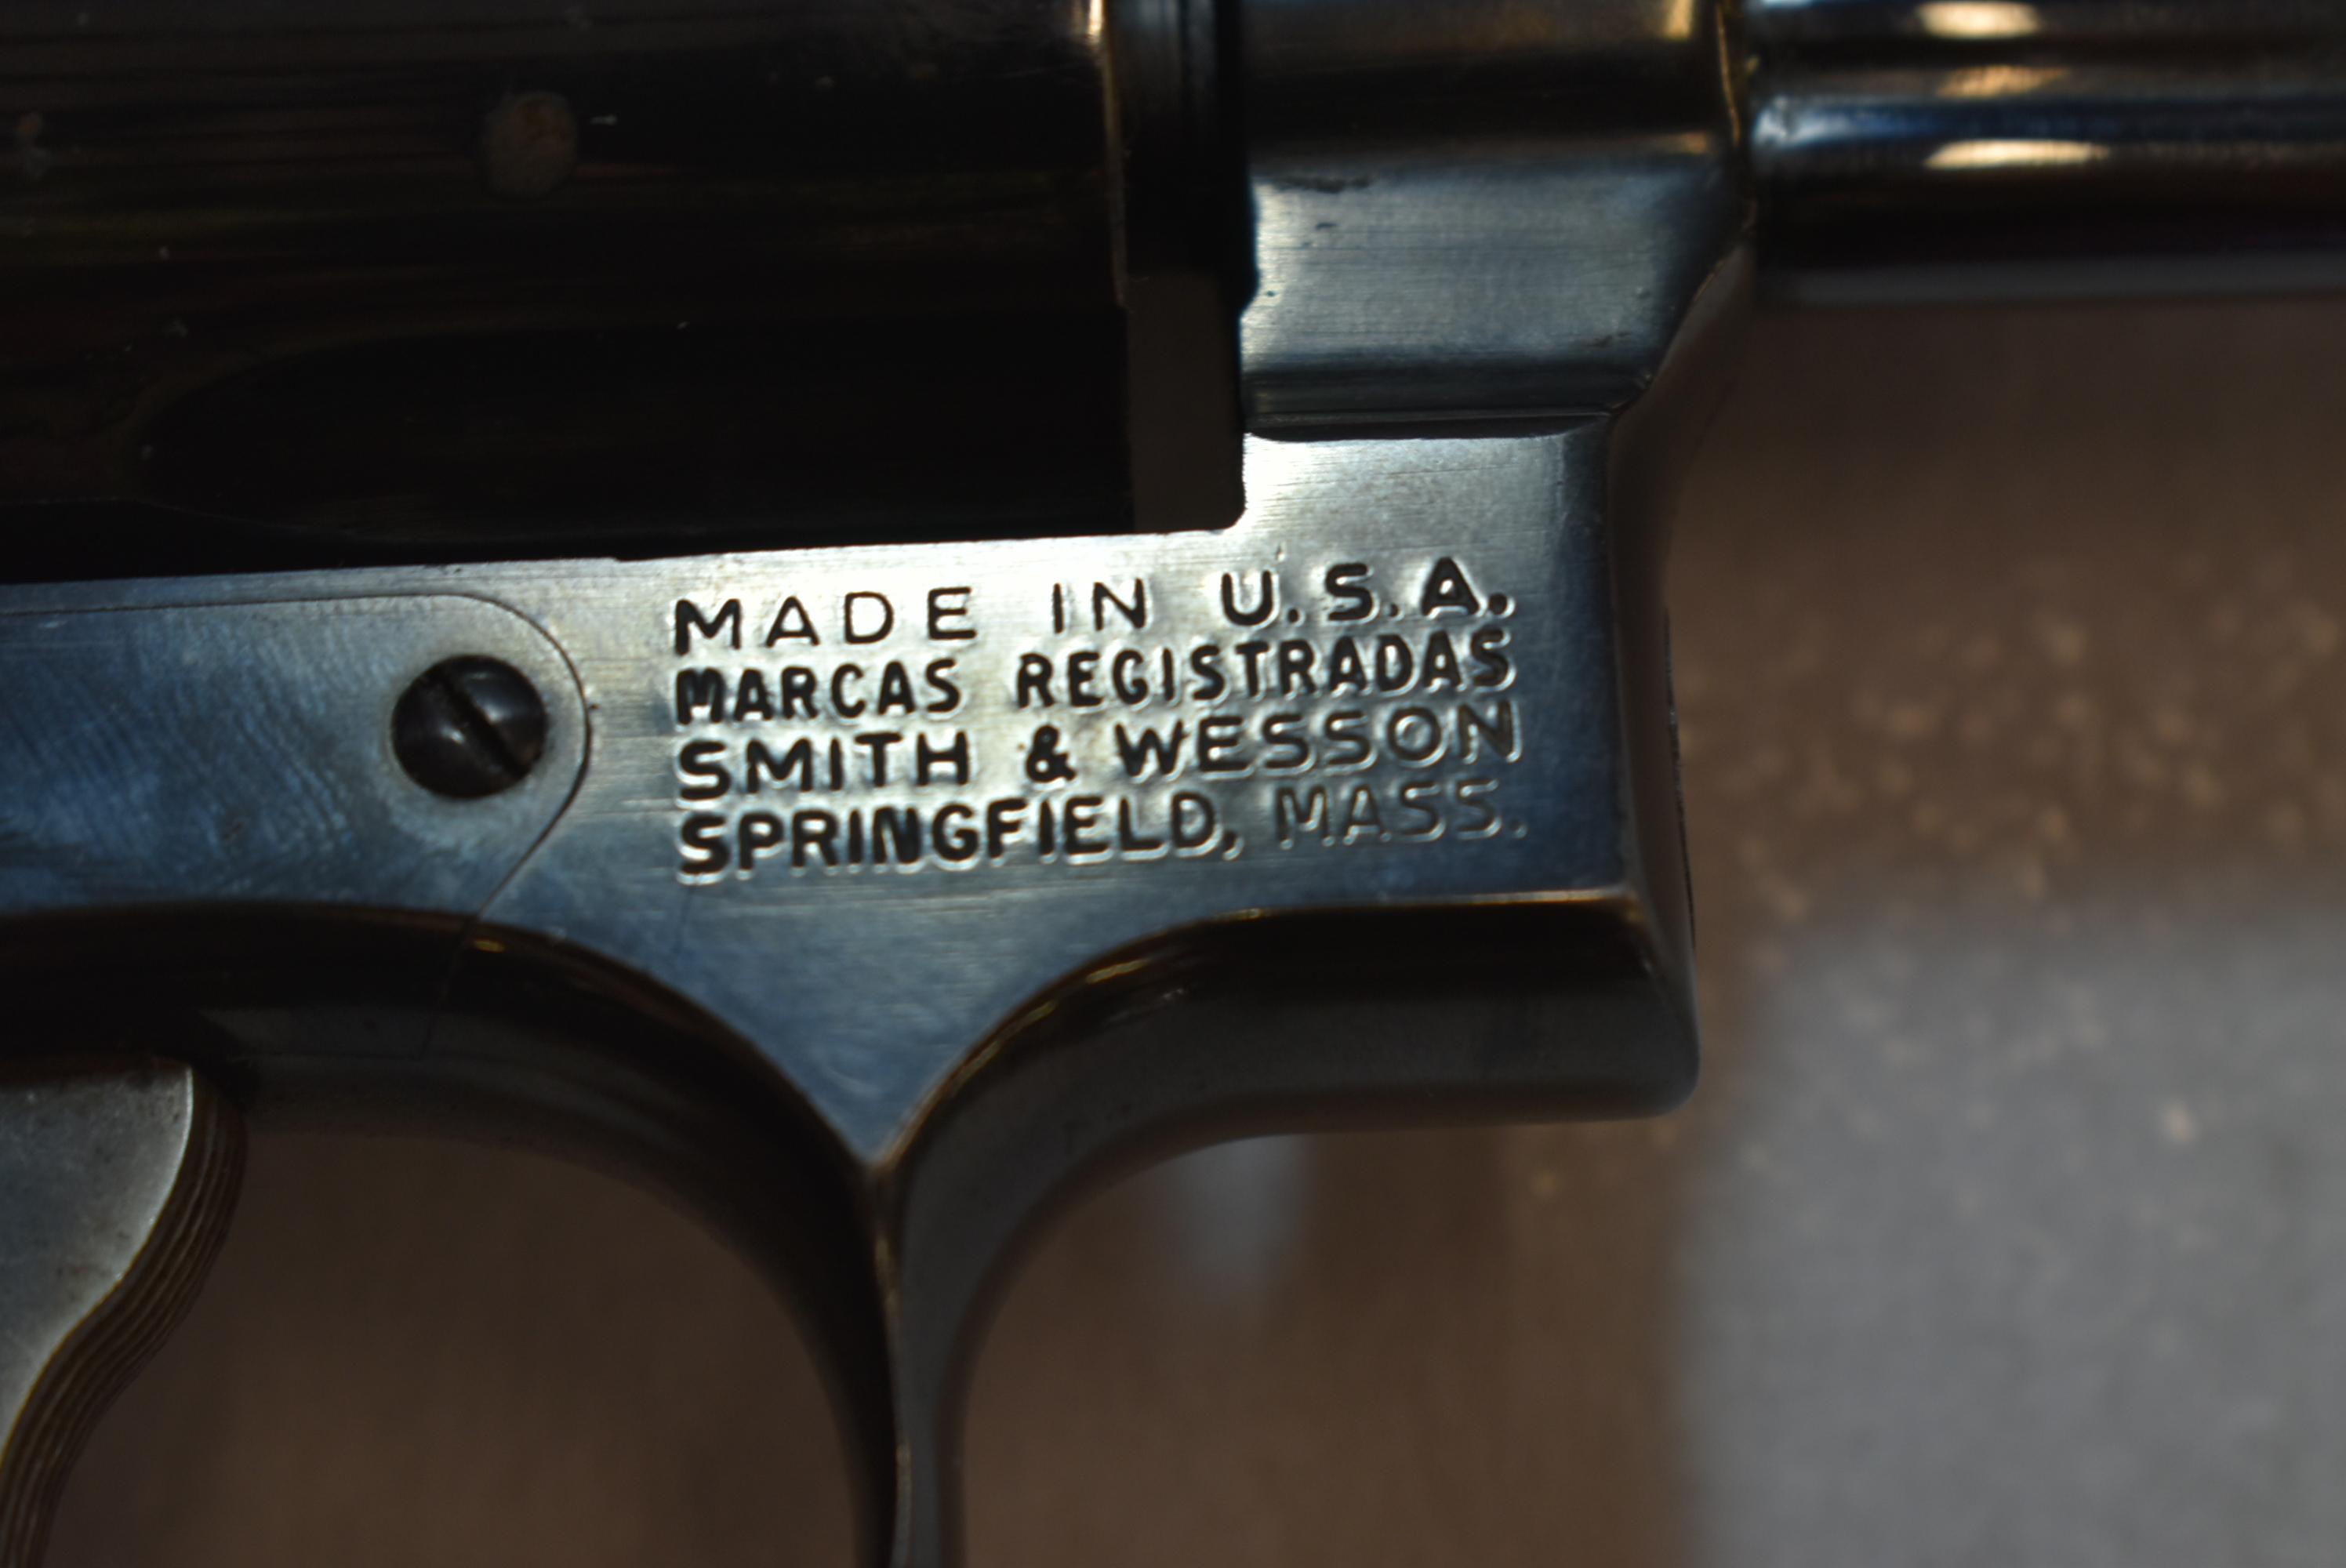 MADE IN U.S.A.
MARCAS REGISTRADAS
SMITH & WESSON
SPRINGFIELD, MASS.